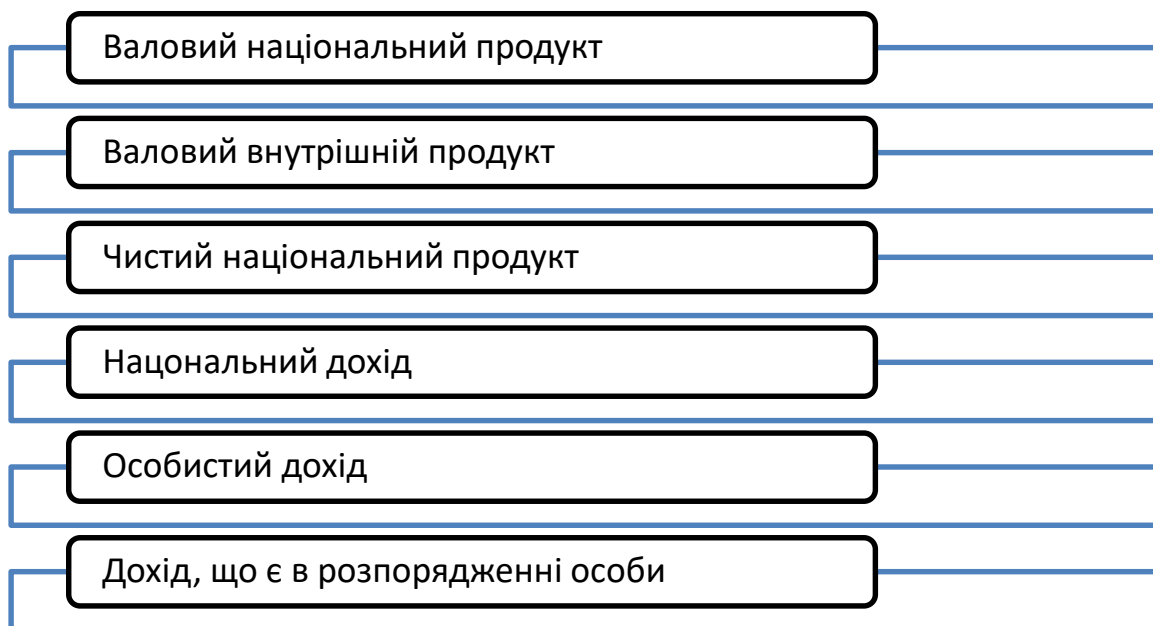 Валовий національний продукт
Валовий внутрішній продукт
Чистий національний продукт
Нацональний дохід
Особистий дохід
Дохід, що є в розпорядженні особи